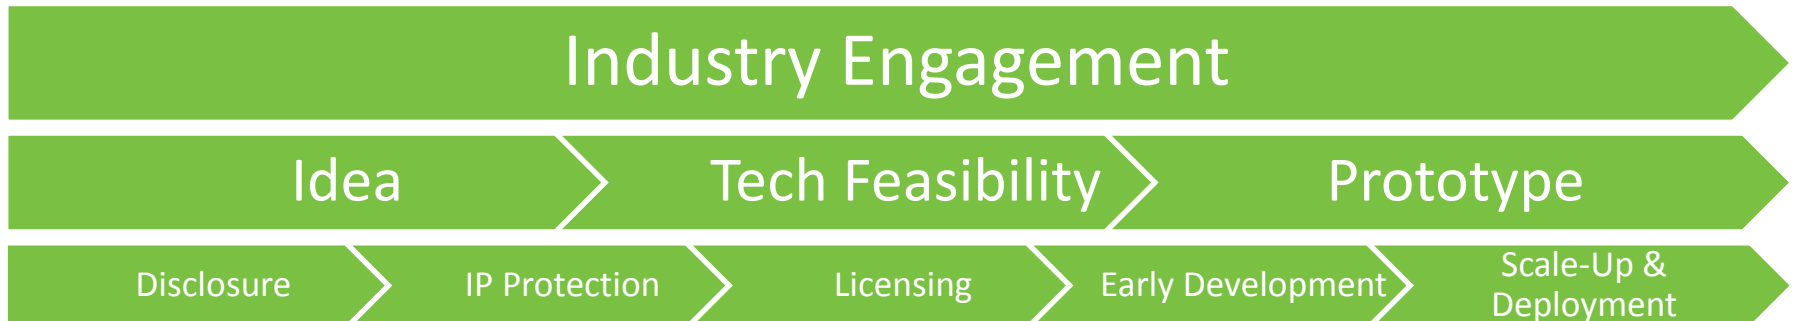 Industry Engagement
Idea
Tech Feasibility
Prototype
Disclosure
IP Protection
Licensing
Early Development
Scale-Up &
Deployment